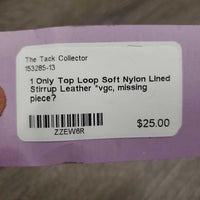 The Tack Collector
153285-13
1 Only Top Loop Soft Nylon Lined
Stirrup Leather *vgc, missing
piece?
ZZEW6R
$25.00